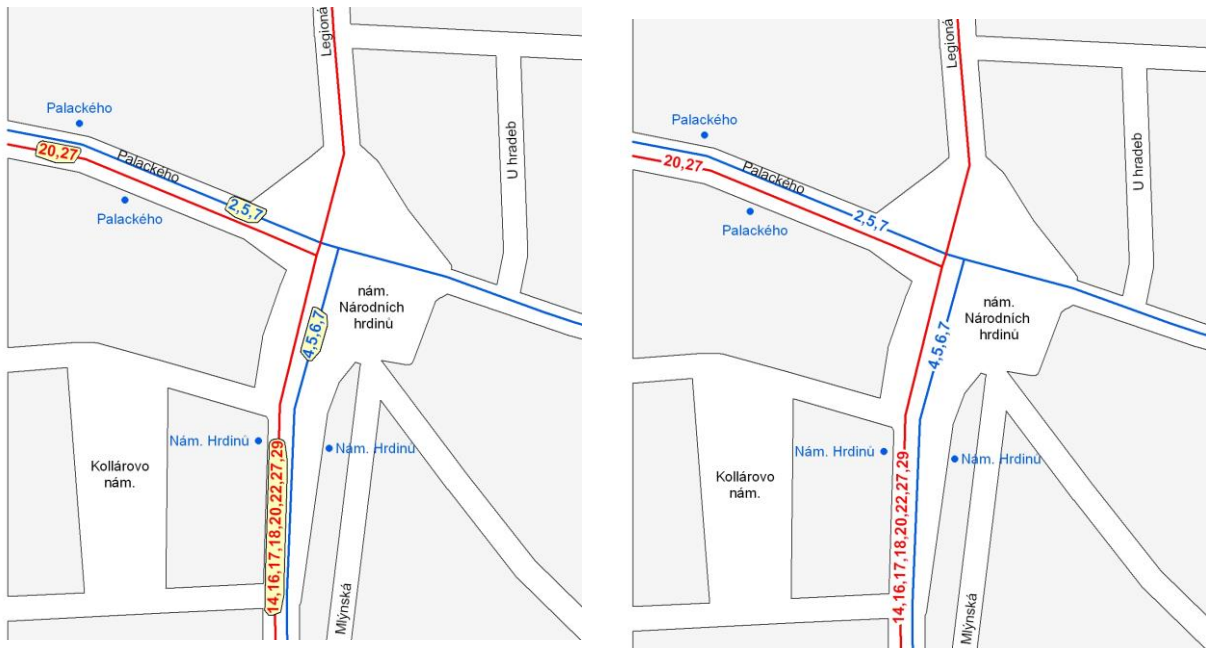 Legioná
Palackého
20,27
Palackého
Palackého
2,5,7
U hradeb
nám.
Národních
hrdinů
4,5,6,7
Nám. Hrdinů
Nám. Hrdinů
Kollárovo
nám.
14,16,17,18,20,22,27,29
Mlýnská
Legioná
Palackého
20,27
Palackého
Palackého
2,5,7
U hradeb
nám.
Národních
hrdinů
4,5,6,7
Nám. Hrdinů
Nám. Hrdinů
Kollárovo
nám.
14,16,17,18,20,22,27,29
Mlýnská